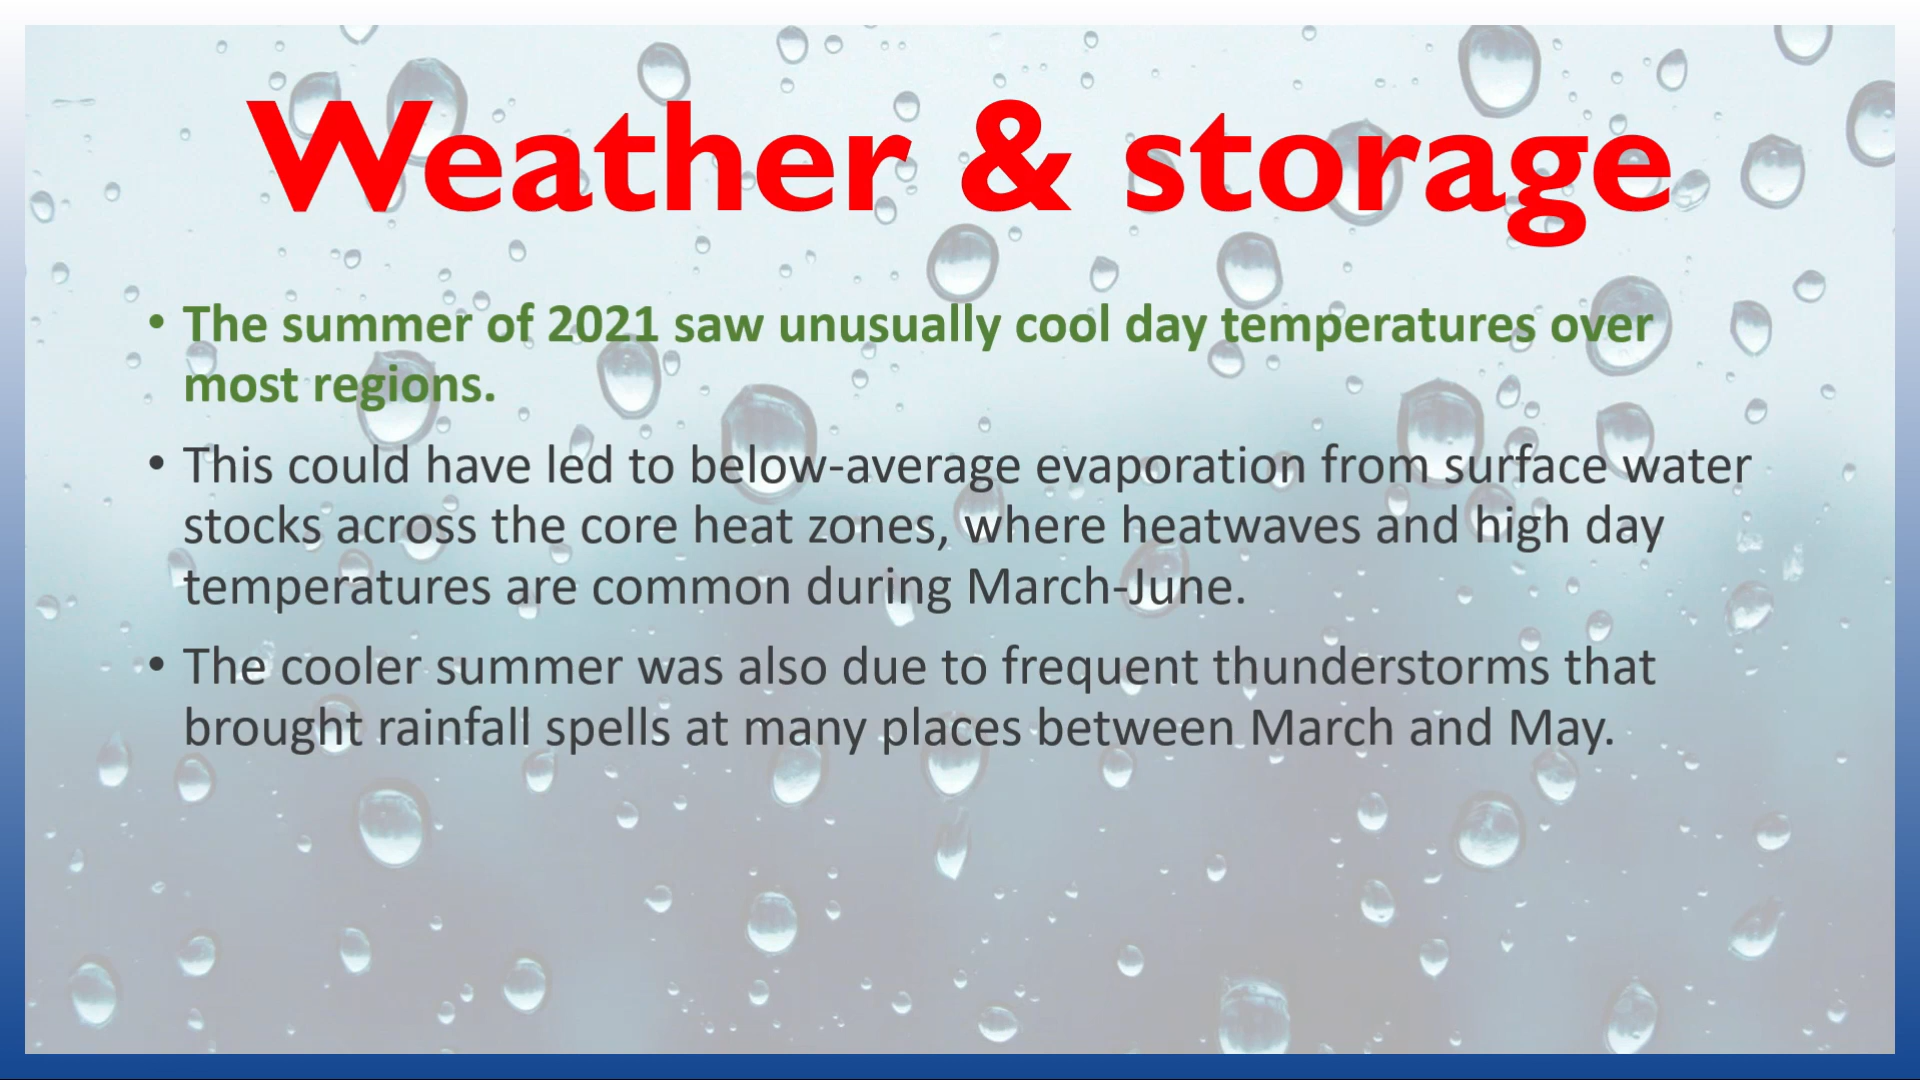 Weather & storage
• The summer of 2021 saw unusually cool day temperatures over
most regions.
• This could have led to below-average evaporation from surface water
stocks across the core heat zones, where heatwaves and high day
temperatures are common during March-June.
• The cooler summer was also due to frequent thunderstorms that
brought rainfall spells at many places between March and May.